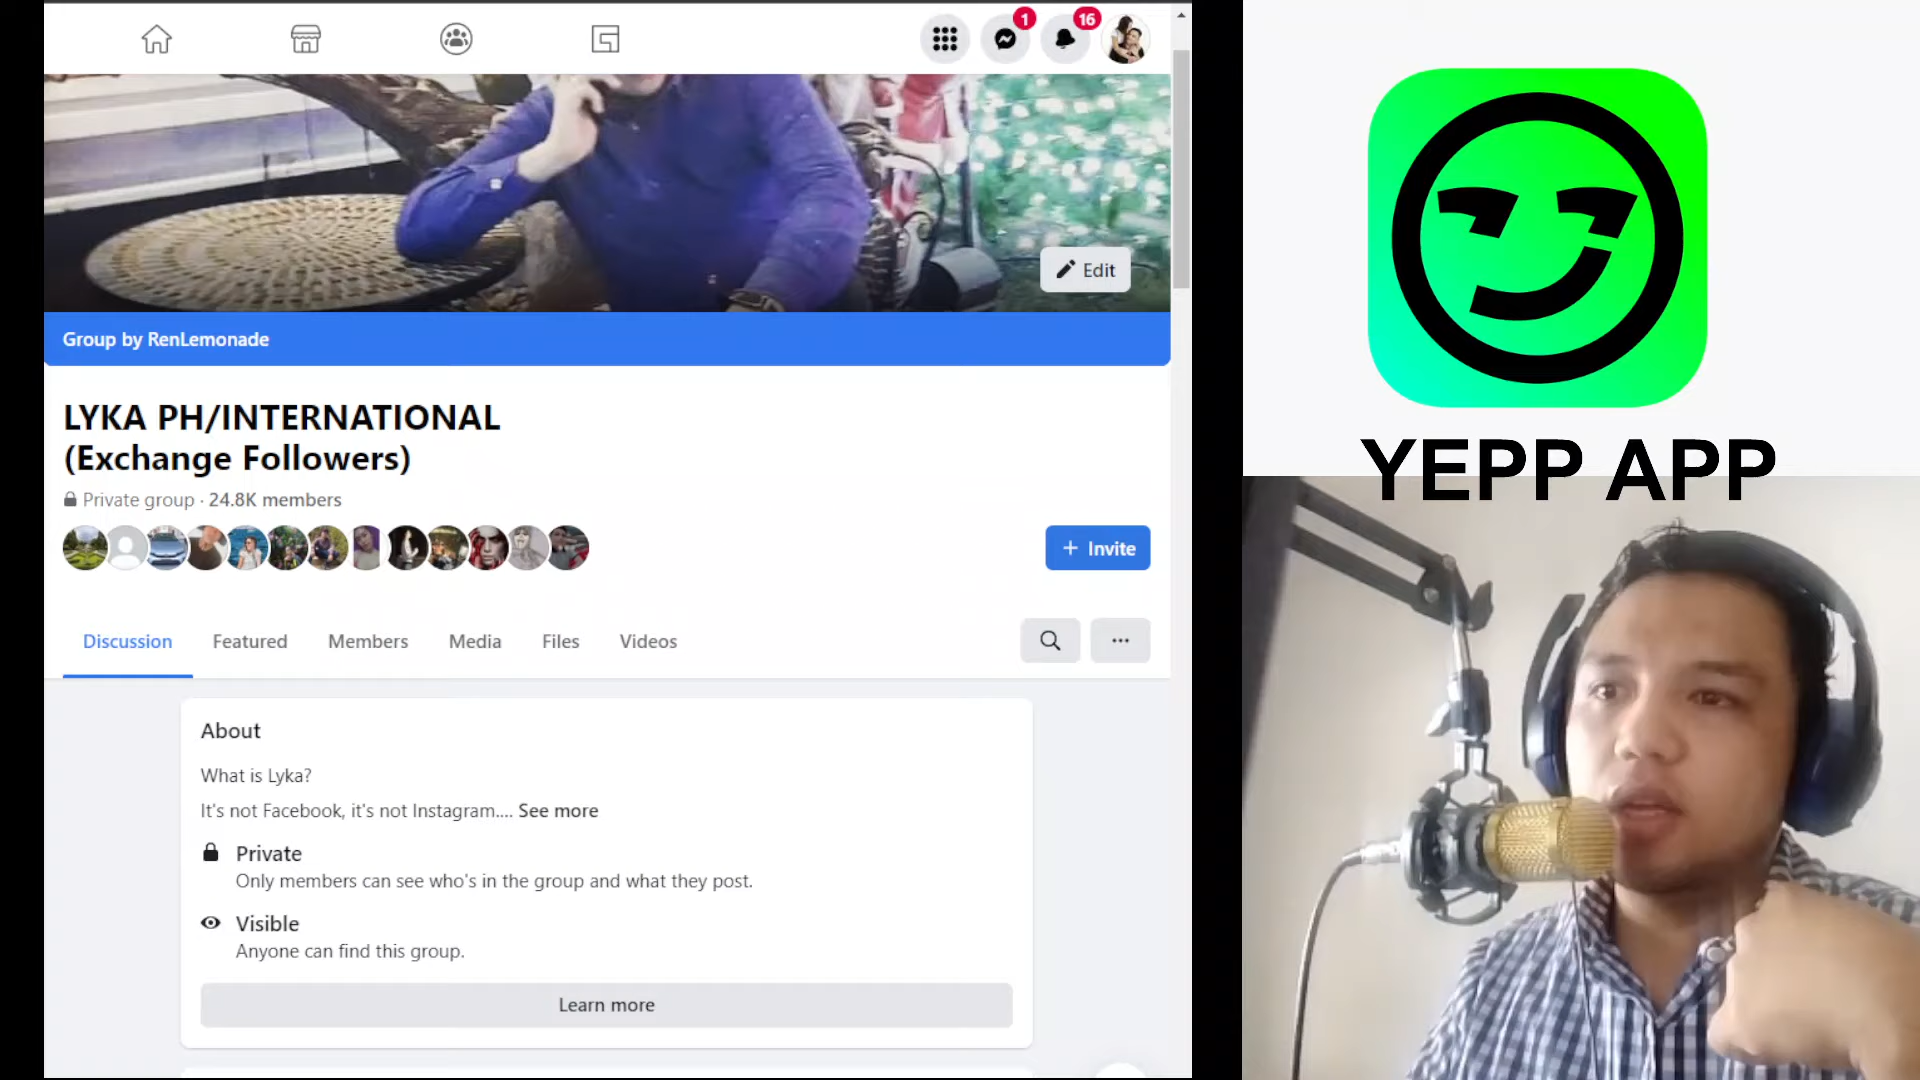 1
16
Edit
Group by RenLemonade
LYKA PH/INTERNATIONAL
(Exchange Followers)
Private group · 24.8K members
+ Invite
Discussion
Featured
Members
Media
Files
Videos
About
What is Lyka?
It's not Facebook, it's not Instagram.... See more
Private
Only members can see who's in the group and what they post.
Visible
Anyone can find this group.
Learn more
YEPP APP